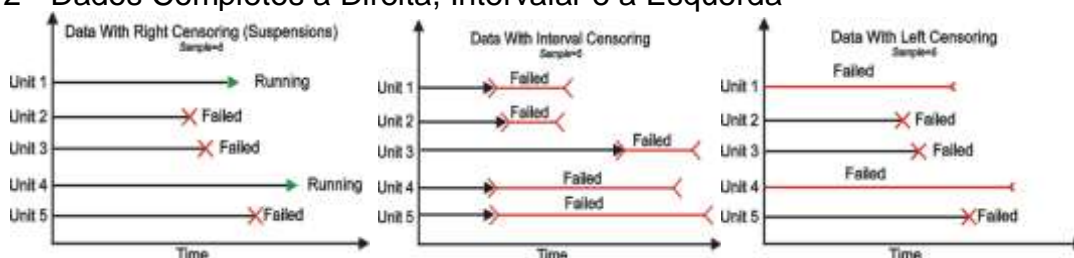 2 - Dados Completos à Direita, Intervalar e à Esquerda
Data With Right Censoring (Suspensions)
Unit 1
Running
Unit 2
Failed
Unit 3
Failed
Unit 4
Running
Unit 5
Failed
Time
Data With Interval Censoring
Unit 1
Failed
Unit 2
Failed
Unit 3
Failed
Unit 4
Failed
Unit 5
Failed
Time
Data With Left Censoring
Unit 1
Failed
Unit 2
Failed
Unit 3
Failed
Unit 4
Failed
Unit 5
Failed
Time